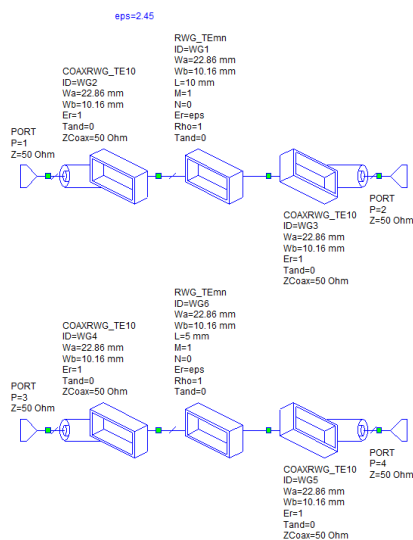 eps=2.45
RWG_TEmn
ID=WG1
Wa=22.86 mm
Wb=10.16 mm
L=10 mm
M=1
N=0
Er=eps
Rho=1
Tand=0
COAXRWG_TE10
ID=WG2
Wa=22.86 mm
Wb=10.16 mm
Er=1
Tand=0
ZCoax=50 Ohm
PORT
P=1
Z=50 Ohm
PORT
P=2
Z=50 Ohm
COAXRWG_TE10
ID=WG3
Wa=22.86 mm
Wb=10.16 mm
Er=1
Tand=0
ZCoax=50 Ohm
RWG_TEmn
ID=WG6
Wa=22.86 mm
Wb=10.16 mm
L=5 mm
M=1
N=0
Er=eps
Rho=1
Tand=0
COAXRWG_TE10
ID=WG4
Wa=22.86 mm
Wb=10.16 mm
Er=1
Tand=0
ZCoax=50 Ohm
PORT
P=3
Z=50 Ohm
PORT
P=4
Z=50 Ohm
COAXRWG_TE10
ID=WG5
Wa=22.86 mm
Wb=10.16 mm
Er=1
Tand=0
ZCoax=50 Ohm